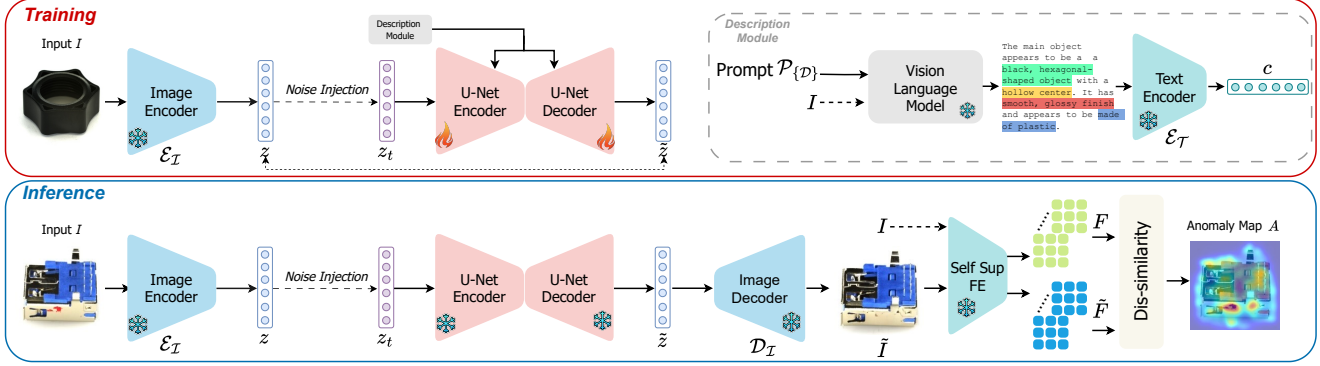 Training
Input I
Image
Encoder
ℰ_ℐ
z
Noise Injection
z_t
Description
Module
U-Net
Encoder
U-Net
Decoder
z̃
Description
Module
Prompt 𝒫_{𝒟}
I
Vision
Language
Model
The main object
appears to be a a
black, hexagonal-
shaped object with a
hollow center. It has
smooth, glossy finish
and appears to be made
of plastic.
Text
Encoder
ℰ_𝒯
c
Inference
Input I
Image
Encoder
ℰ_ℐ
z
Noise Injection
z_t
U-Net
Encoder
U-Net
Decoder
z̃
Image
Decoder
𝒟_ℐ
I
Ĩ
Self Sup
FE
F
F̃
Dis-similarity
Anomaly Map A